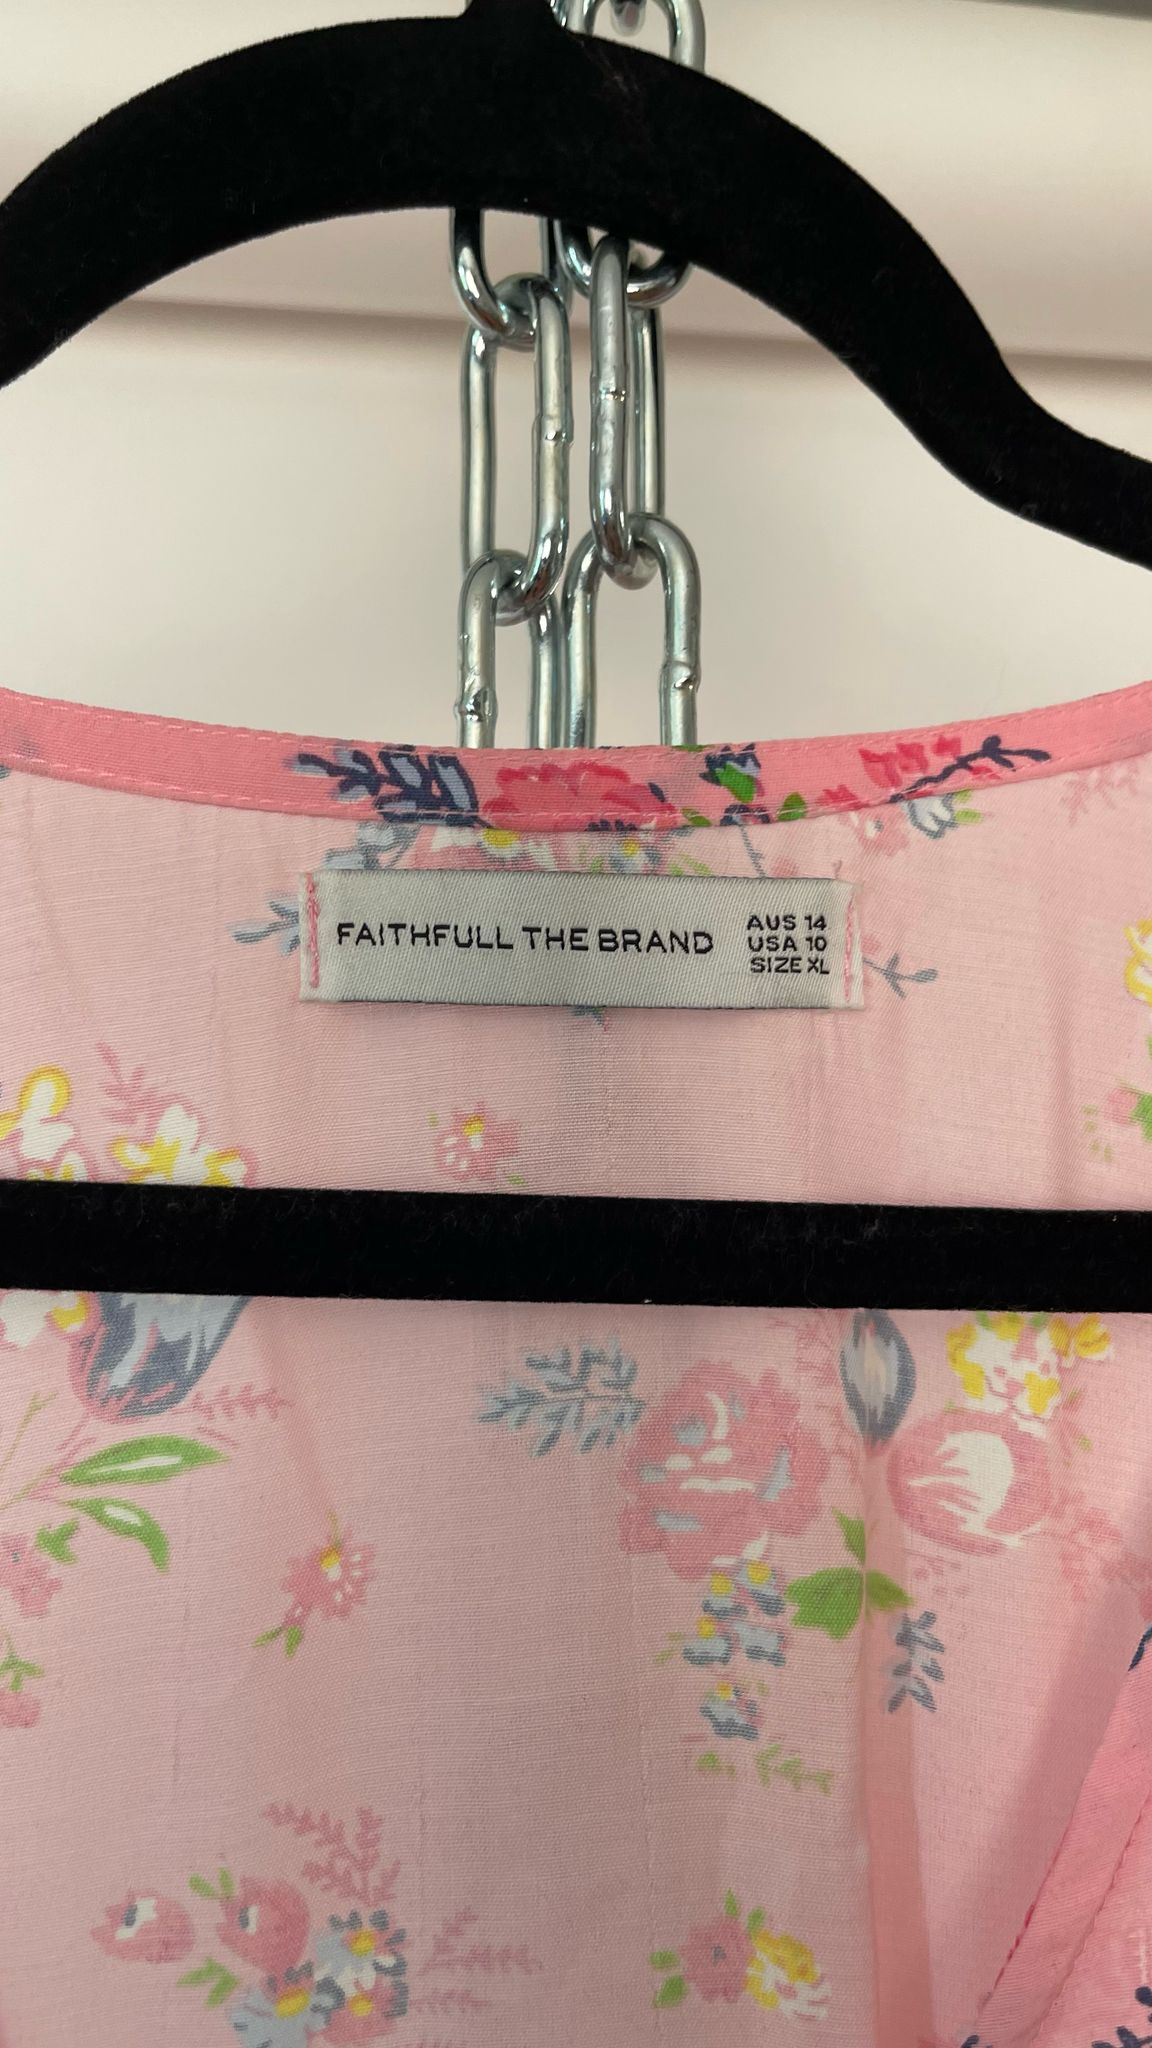 FAITHFULL THE BRAND
AUS 14
USA 10
SIZE XL